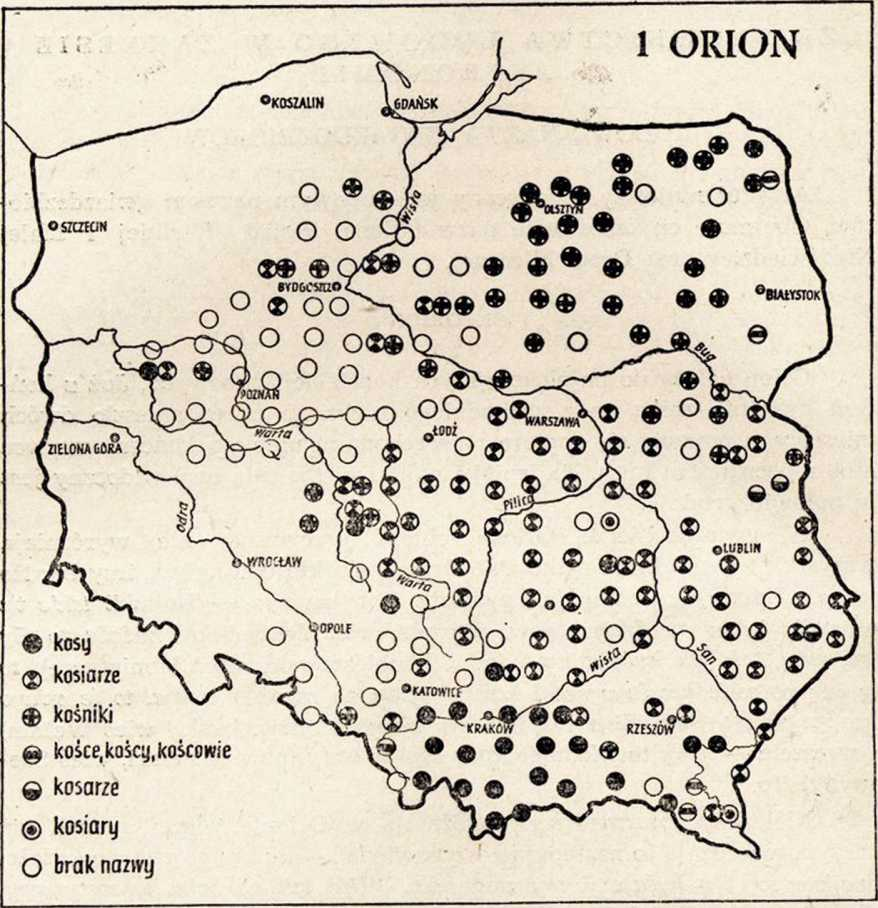 1 ORION
KOSZALIN
GDAŃSK
Wisła
OLSZTYN
SZCZECIN
BYDGOSZCZ
BIAŁYSTOK
Bug
POZNAŃ
Warta
ŁÓDŹ
WARSZAWA
ZIELONA GÓRA
Odra
Pilica
WROCŁAW
LUBLIN
Warta
OPOLE
Wisła
San
KATOWICE
KRAKÓW
RZESZÓW
kosy
kosiarze
kośniki
kośce, koścy, koścowie
kosarze
kosiary
brak nazwy